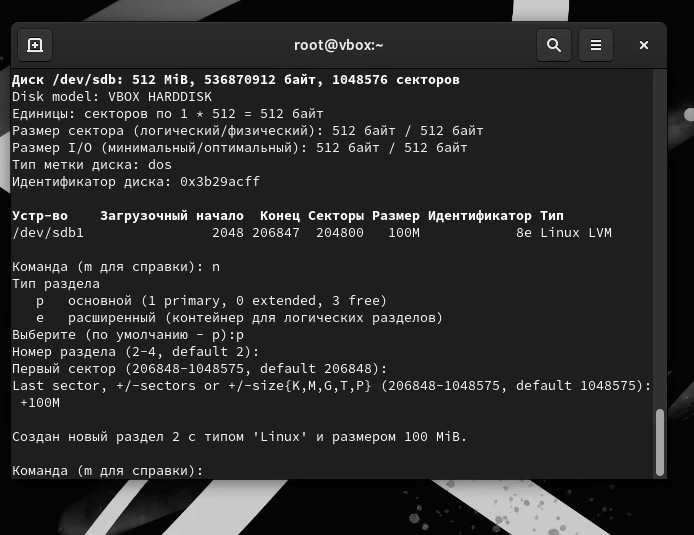 root@vbox:~
Диск /dev/sdb: 512 MiB, 536870912 байт, 1048576 секторов
Disk model: VBOX HARDDISK
Единицы: секторов по 1 * 512 = 512 байт
Размер сектора (логический/физический): 512 байт / 512 байт
Размер I/O (минимальный/оптимальный): 512 байт / 512 байт
Тип метки диска: dos
Идентификатор диска: 0x3b29acff
Устр-во    Загрузочный начало  Конец Секторы Размер Идентификатор Тип
/dev/sdb1                2048 206847  204800   100M            8e Linux LVM
Команда (m для справки): n
Тип раздела
   p   основной (1 primary, 0 extended, 3 free)
   e   расширенный (контейнер для логических разделов)
Выберите (по умолчанию - p):p
Номер раздела (2-4, default 2):
Первый сектор (206848-1048575, default 206848):
Last sector, +/-sectors or +/-size{K,M,G,T,P} (206848-1048575, default 1048575):
 +100M
Создан новый раздел 2 с типом 'Linux' и размером 100 MiB.
Команда (m для справки):